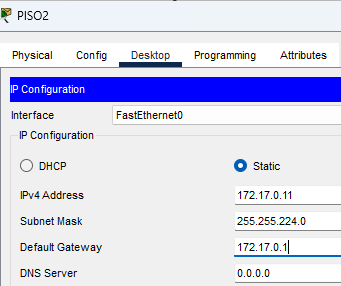 PISO2
Physical Config Desktop Programming Attributes
IP Configuration
Interface FastEthernet0
IP Configuration
DHCP Static
IPv4 Address 172.17.0.11
Subnet Mask 255.255.224.0
Default Gateway 172.17.0.1
DNS Server 0.0.0.0